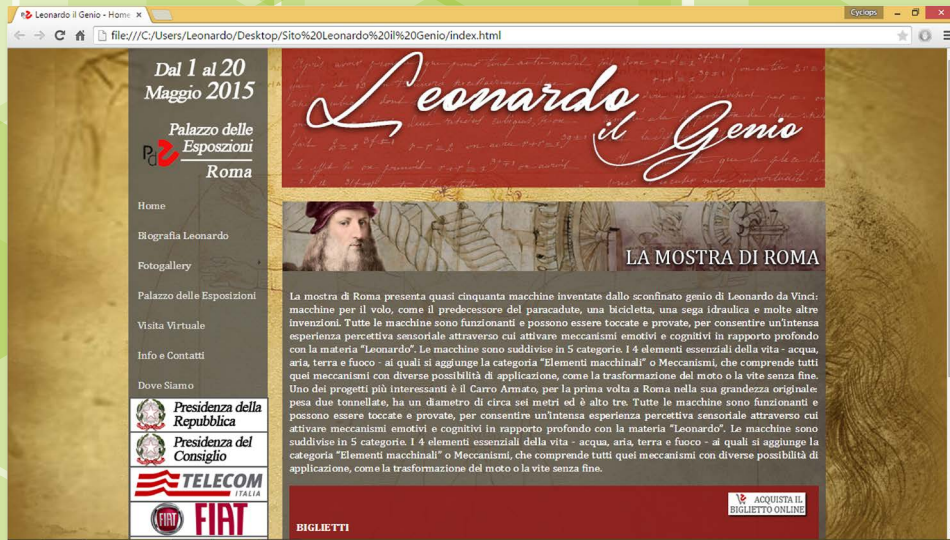 Leonardo il Genio - Home
Cyciops
file:///C:/Users/Leonardo/Desktop/Sito%20Leonardo%20il%20Genio/index.html
Dal 1 al 20
Maggio 2015
Palazzo delle
Esposzioni
Roma
Home
Biografia Leonardo
Fotogallery
Palazzo delle Esposizioni
Visita Virtuale
Info e Contatti
Dove Siamo
Presidenza della
Repubblica
Presidenza del
Consiglio
TELECOM
ITALIA
FIAT
FIAT
Leonardo
il Genio
LA MOSTRA DI ROMA
La mostra di Roma presenta quasi cinquanta macchine inventate dallo sconfinato genio di Leonardo da Vinci:
macchine per il volo, come il predecessore del paracadute, una bicicletta, una sega idraulica e molte altre
invenzioni. Tutte le macchine sono funzionanti e possono essere toccate e provate, per consentire un'intensa
esperienza percettiva sensoriale attraverso cui attivare meccanismi emotivi e cognitivi in rapporto profondo
con la materia “Leonardo”. Le macchine sono suddivise in 5 categorie. I 4 elementi essenziali della vita - acqua,
aria, terra e fuoco - ai quali si aggiunge la categoria “Elementi macchinali” o Meccanismi, che comprende tutti
quei meccanismi con diverse possibilità di applicazione, come la trasformazione del moto o la vite senza fine.
Uno dei progetti più interessanti è il Carro Armato, per la prima volta a Roma nella sua grandezza originale:
pesa due tonnellate, ha un diametro di circa sei metri ed è alto tre. Tutte le macchine sono funzionanti e
possono essere toccate e provate, per consentire un'intensa esperienza percettiva sensoriale attraverso cui
attivare meccanismi emotivi e cognitivi in rapporto profondo con la materia “Leonardo”. Le macchine sono
suddivise in 5 categorie. I 4 elementi essenziali della vita - acqua, aria, terra e fuoco - ai quali si aggiunge la
categoria “Elementi macchinali” o Meccanismi, che comprende tutti quei meccanismi con diverse possibilità di
applicazione, come la trasformazione del moto o la vite senza fine.
ACQUISTA IL
BIGLIETTO ONLINE
BIGLIETTI